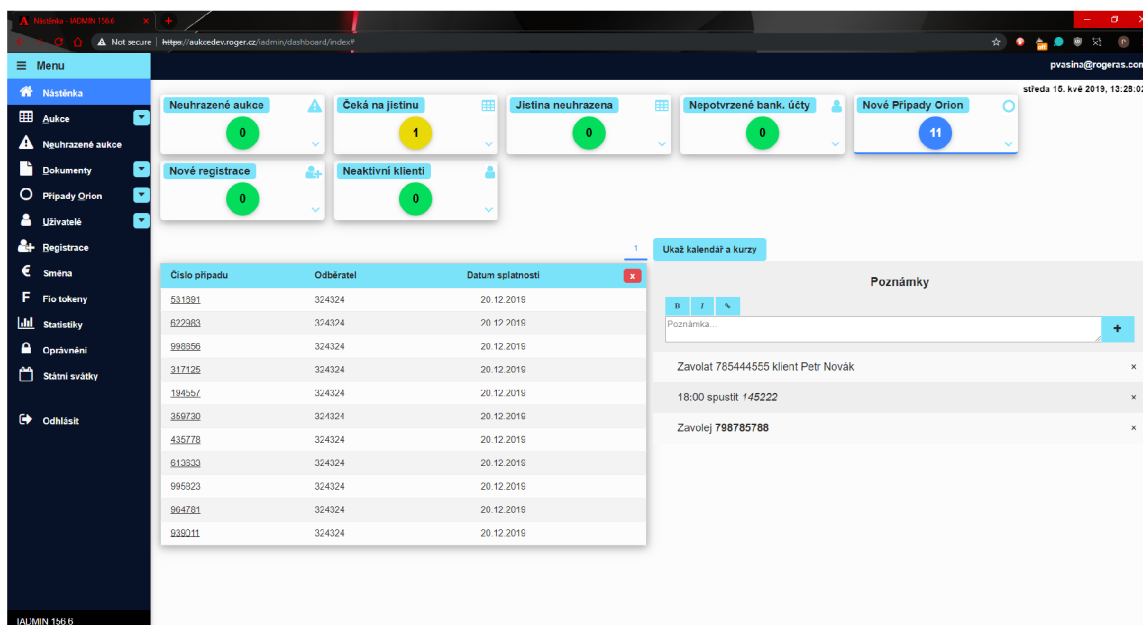 Nástěnka - IADMIN 156.6
Not secure | https://aukcedev.roger.cz/iadmin/dashboard/index#
Menu
pvasina@rogeras.com
středa 15. kvě 2019, 13:28:02
Nástěnka
Aukce
Neuhrazené aukce
Dokumenty
Případy Orion
Uživatelé
Registrace
€ Směna
F Fio tokeny
Statistiky
Oprávnění
Státní svátky
Odhlásit
IADMIN 156.6
Neuhrazené aukce
0
Čeká na jistinu
1
Jistina neuhrazena
0
Nepotvrzené bank. účty
0
Nové Případy Orion
11
Nové registrace
0
Neaktivní klienti
0
1
Číslo případu Odběratel Datum splatnosti x
531891 324324 20.12.2019
622983 324324 20.12.2019
998856 324324 20.12.2019
317125 324324 20.12.2019
194557 324324 20.12.2019
359730 324324 20.12.2019
435778 324324 20.12.2019
324324 20.12.2019
995823 324324 20.12.2019
964781 324324 20.12.2019
939011 324324 20.12.2019
Ukaž kalendář a kurzy
Poznámky
B I
Poznámka...
+
Zavolat 785444555 klient Petr Novák ×
18:00 spustit 145222 ×
Zavolej 798785788 ×